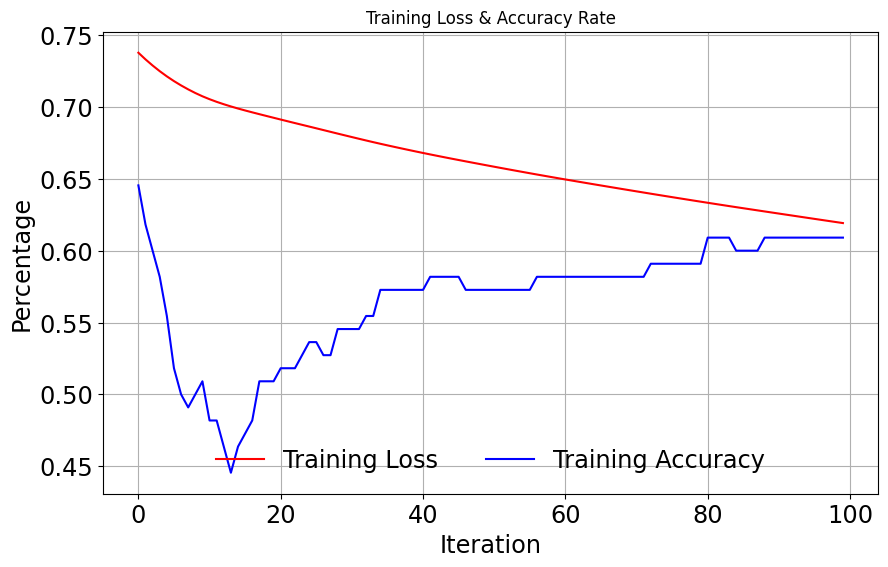 Training Loss & Accuracy Rate
0.75
0.70
0.65
0.60
0.55
0.50
0.45
Percentage
Training Loss
Training Accuracy
0 20 40 60 80 100
Iteration